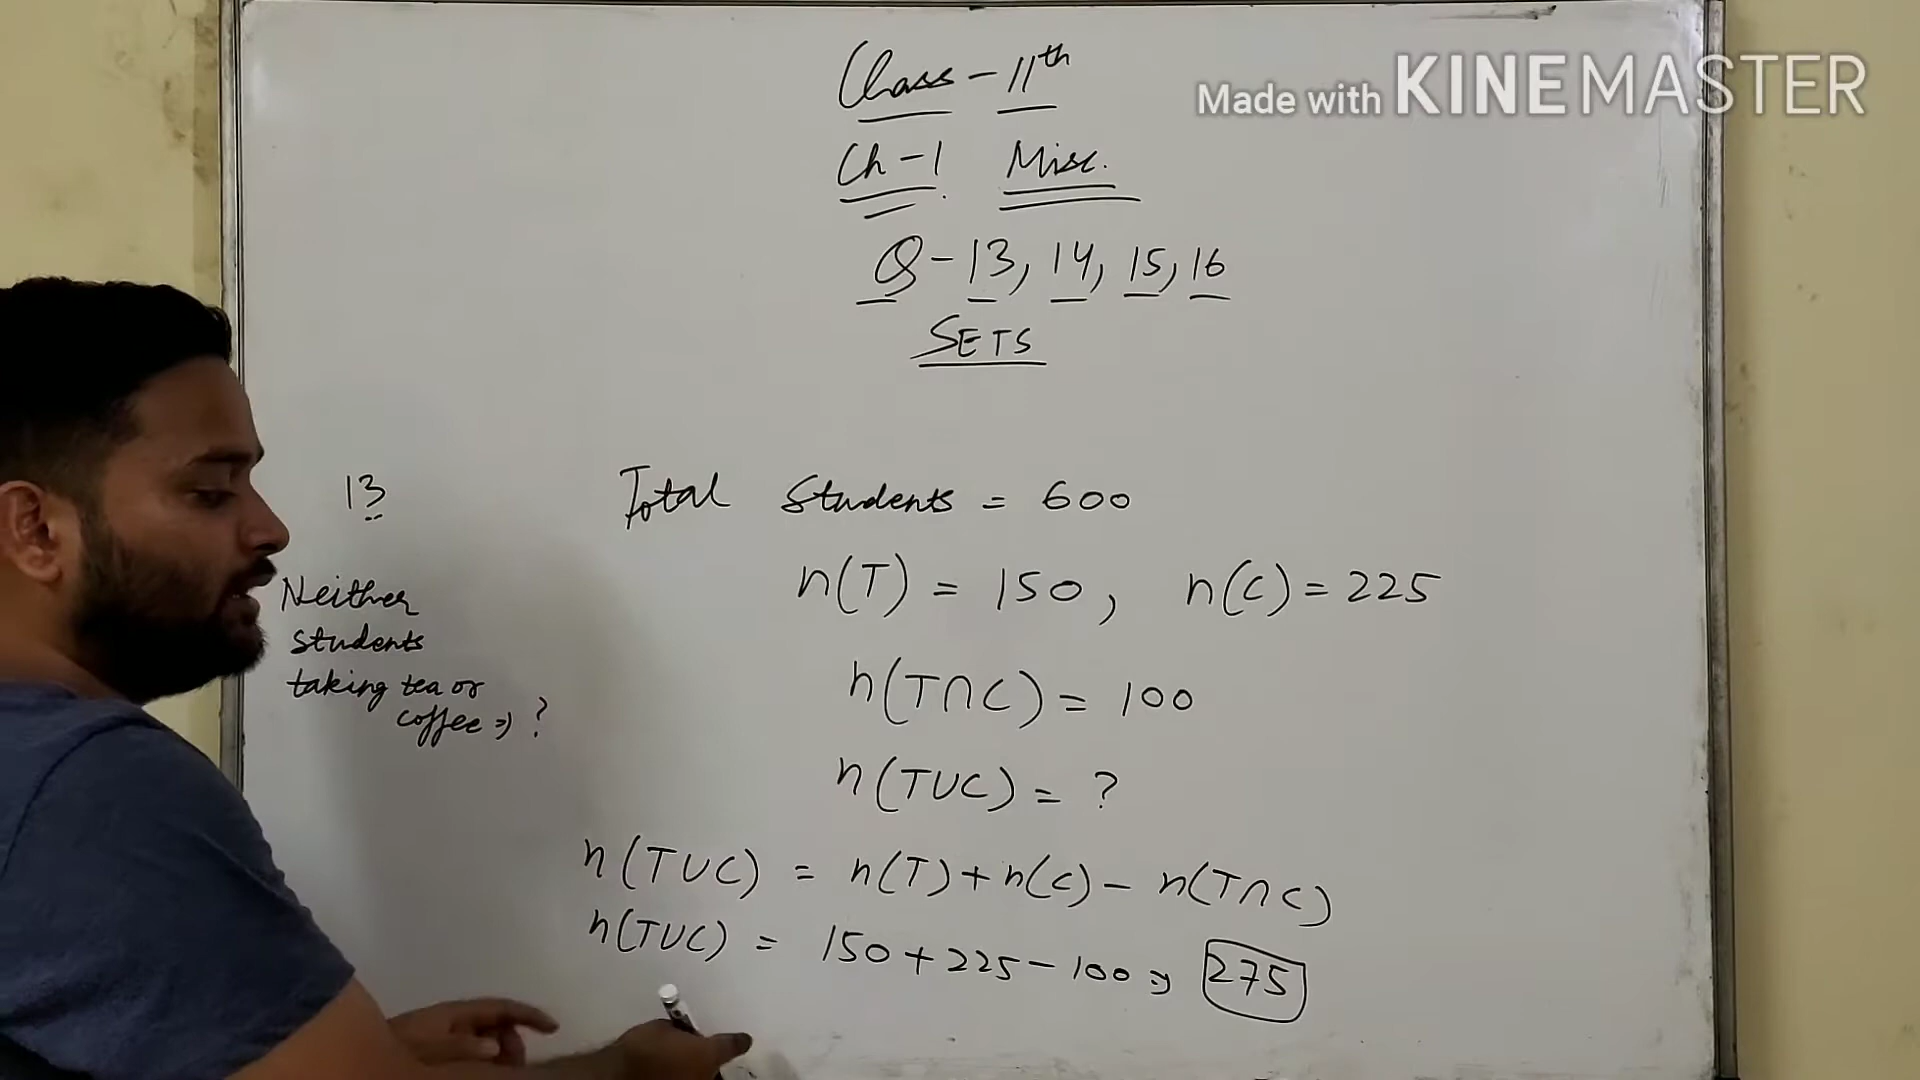 Class - 11th
Made with KINEMASTER
Ch-1 Misc.
Q-13, 14, 15, 16
SETS
13 Total Students = 600
n(T) = 150, n(C) = 225
Neither
students
taking tea or
coffee ⇒ ?
n(T∩C) = 100
n(TUC) = ?
n(TUC) = n(T)+n(C)- n(T∩C)
n(TUC) = 150+225-100 ⇒ 275